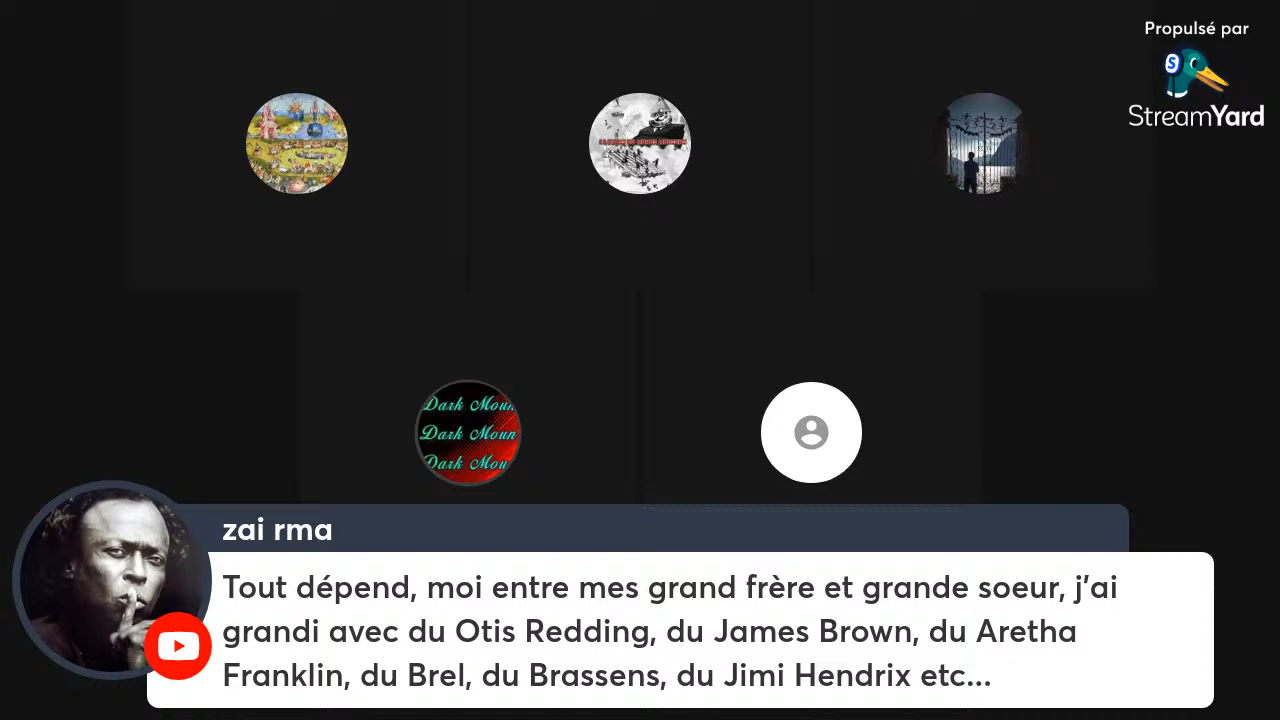 Propulsé par
StreamYard
Dark Moun
Dark Moun
Dark Mou
zai rma
Tout dépend, moi entre mes grand frère et grande soeur, j'ai
grandi avec du Otis Redding, du James Brown, du Aretha
Franklin, du Brel, du Brassens, du Jimi Hendrix etc...